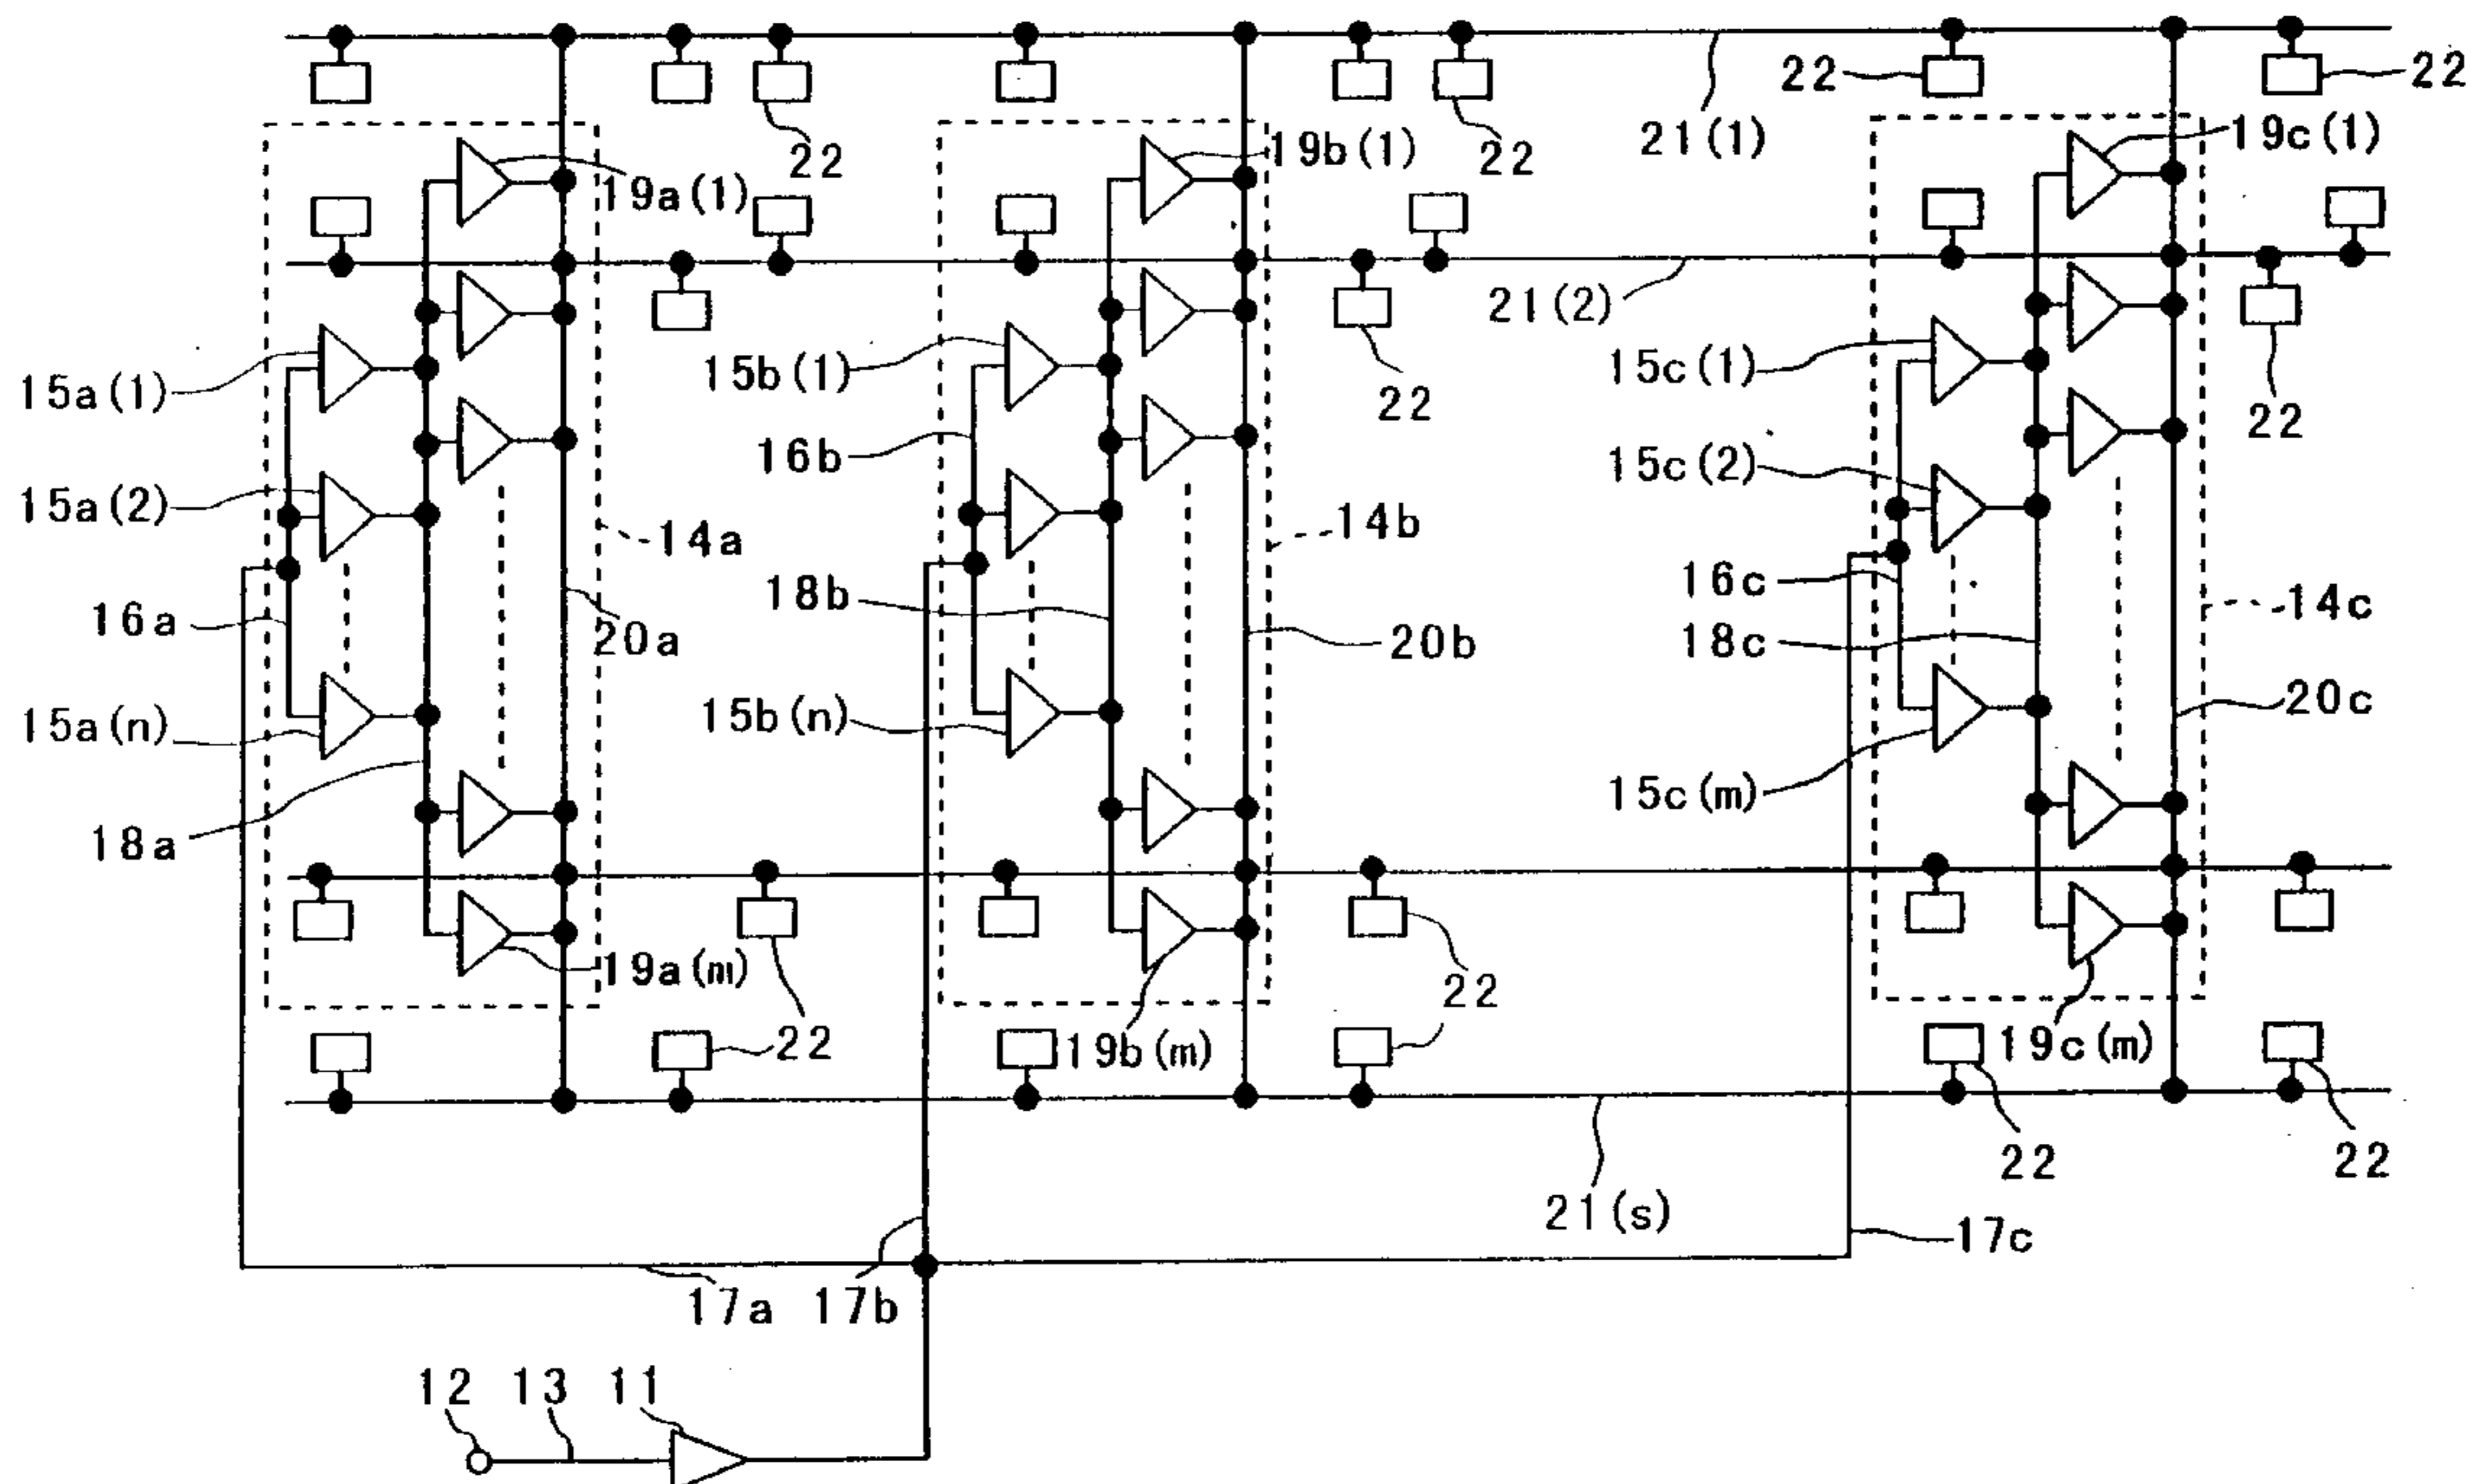 22
22
22
22
21(1)
19a(1)
19b(1)
19c(1)
21(2)
22
22
15a(1)
15b(1)
15c(1)
16b
15c(2)
15a(2)
14a
14b
16a
18b
16c
14c
20a
20b
18c
20c
15a(n)
15b(n)
15c(m)
18a
19a(m)
22
22
22
19b(m)
19c(m)
22
22
21(s)
17c
17a
17b
12
13
11